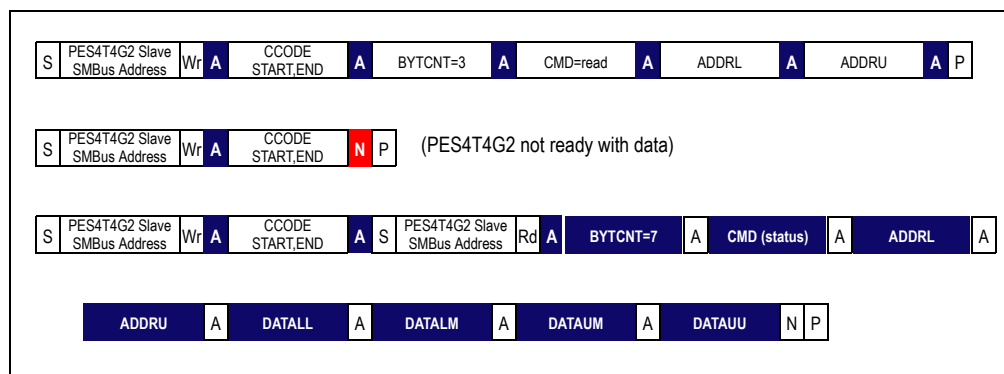 S PES4T4G2 Slave SMBus Address Wr A CCODE START,END A BYTCNT=3 A CMD=read A ADDRL A ADDRU A P
S PES4T4G2 Slave SMBus Address Wr A CCODE START,END N P (PES4T4G2 not ready with data)
S PES4T4G2 Slave SMBus Address Wr A CCODE START,END A S PES4T4G2 Slave SMBus Address Rd A BYTCNT=7 A CMD (status) A ADDRL A
ADDRU A DATALL A DATALM A DATAUM A DATAUU N P